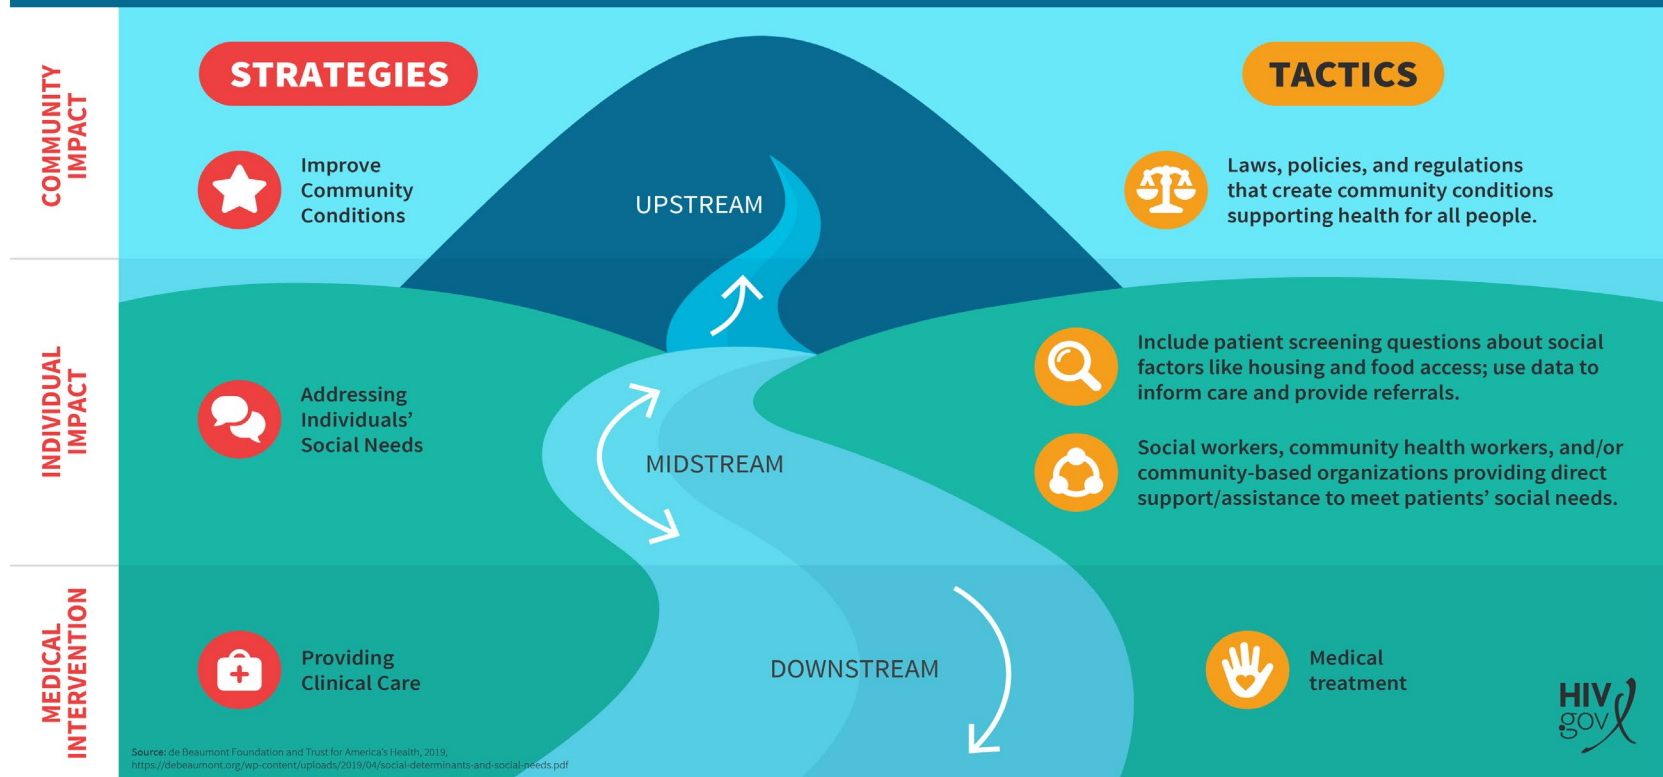 STRATEGIES
TACTICS
COMMUNITY
IMPACT
Improve
Community
Conditions
UPSTREAM
Laws, policies, and regulations
that create community conditions
supporting health for all people.
INDIVIDUAL
IMPACT
Addressing
Individuals’
Social Needs
MIDSTREAM
Include patient screening questions about social
factors like housing and food access; use data to
inform care and provide referrals.
Social workers, community health workers, and/or
community-based organizations providing direct
support/assistance to meet patients’ social needs.
MEDICAL
INTERVENTION
Providing
Clinical Care
DOWNSTREAM
Medical
treatment
HIV
gov
Source: de Beaumont Foundation and Trust for America’s Health, 2019,
https://debeaumont.org/wp-content/uploads/2019/04/social-determinants-and-social-needs.pdf